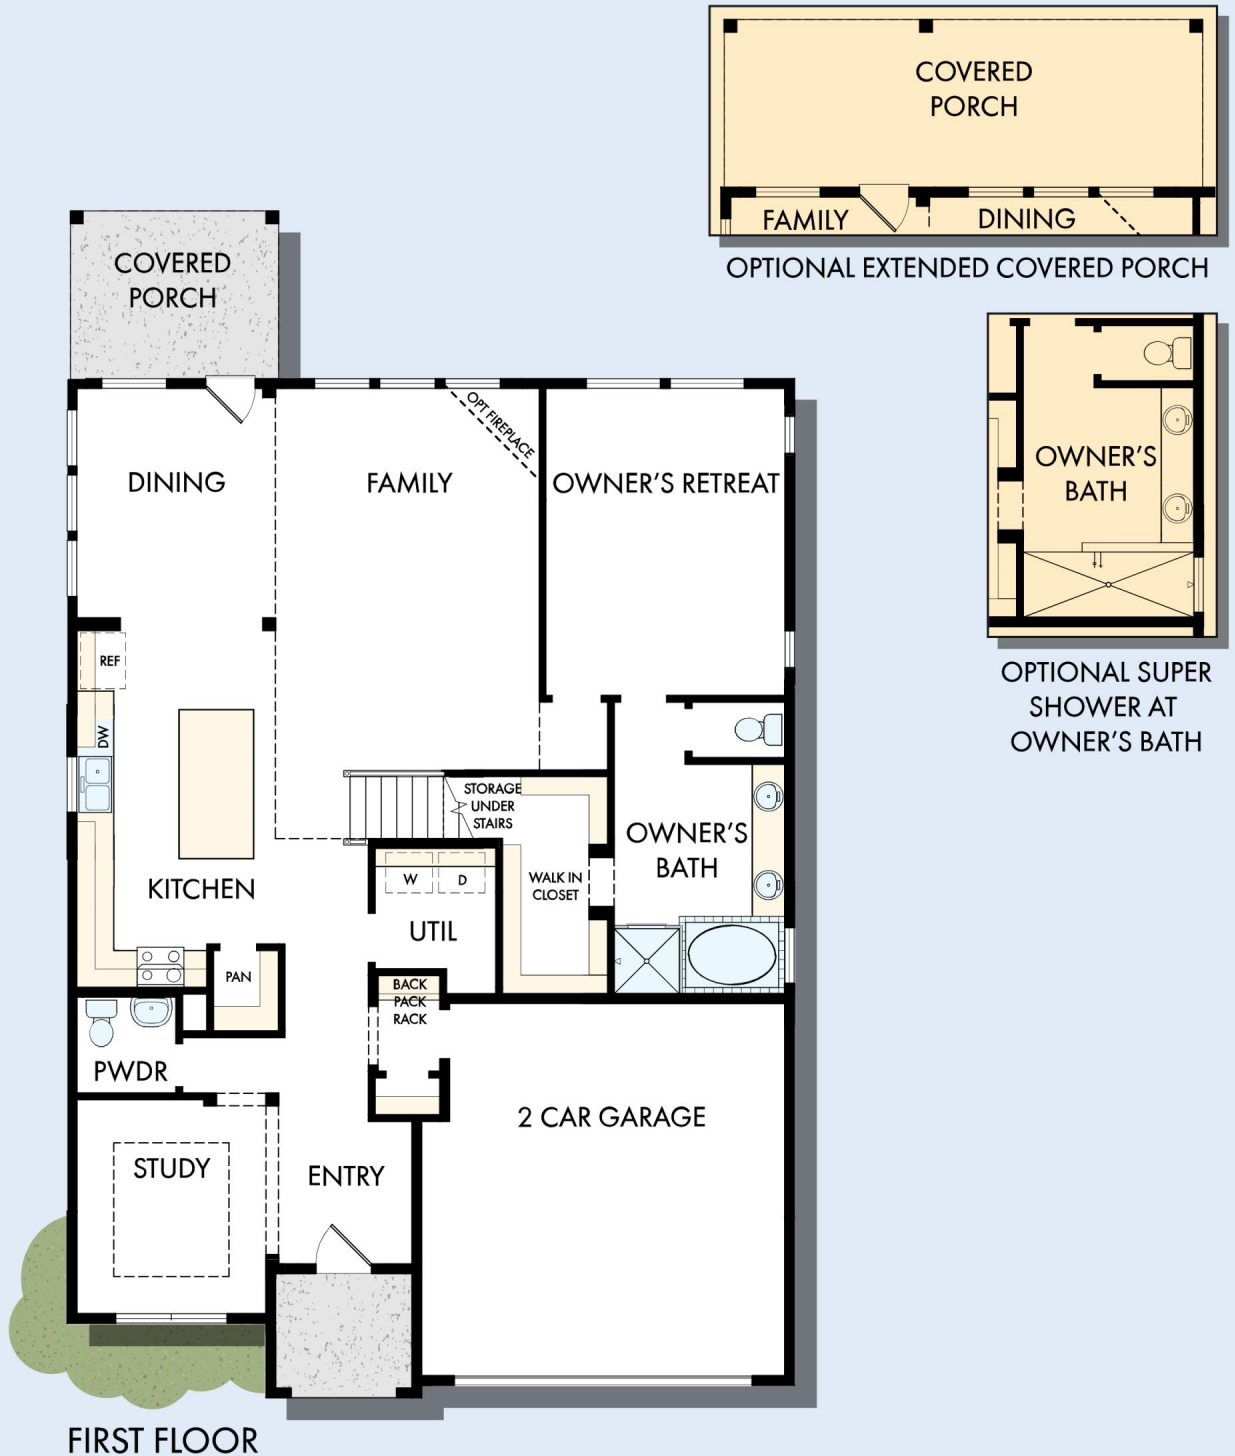 COVERED
PORCH
FAMILY
DINING
OPTIONAL EXTENDED COVERED PORCH
COVERED
PORCH
OWNER'S
BATH
OPTIONAL SUPER
SHOWER AT
OWNER'S BATH
OPT FIREPLACE
DINING
FAMILY
OWNER'S RETREAT
REF
DW
STORAGE
UNDER
STAIRS
OWNER'S
BATH
WALK IN
CLOSET
W
D
KITCHEN
UTIL
PAN
BACK
PACK
RACK
PWDR
2 CAR GARAGE
STUDY
ENTRY
FIRST FLOOR